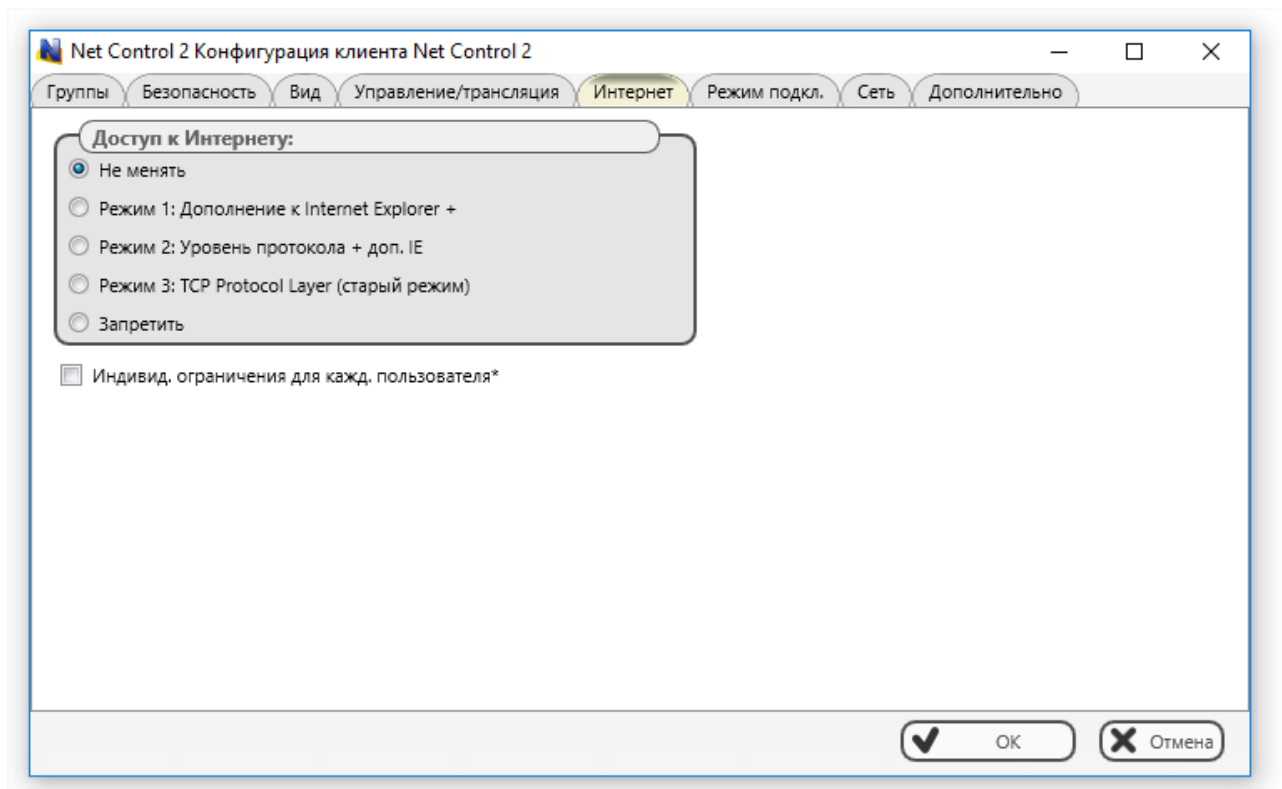 Net Control 2 Конфигурация клиента Net Control 2
Группы Безопасность Вид Управление/трансляция Интернет Режим подкл. Сеть Дополнительно
Доступ к Интернету:
Не менять
Режим 1: Дополнение к Internet Explorer +
Режим 2: Уровень протокола + доп. IE
Режим 3: TCP Protocol Layer (старый режим)
Запретить
Индивид. ограничения для кажд. пользователя*
OK Отмена